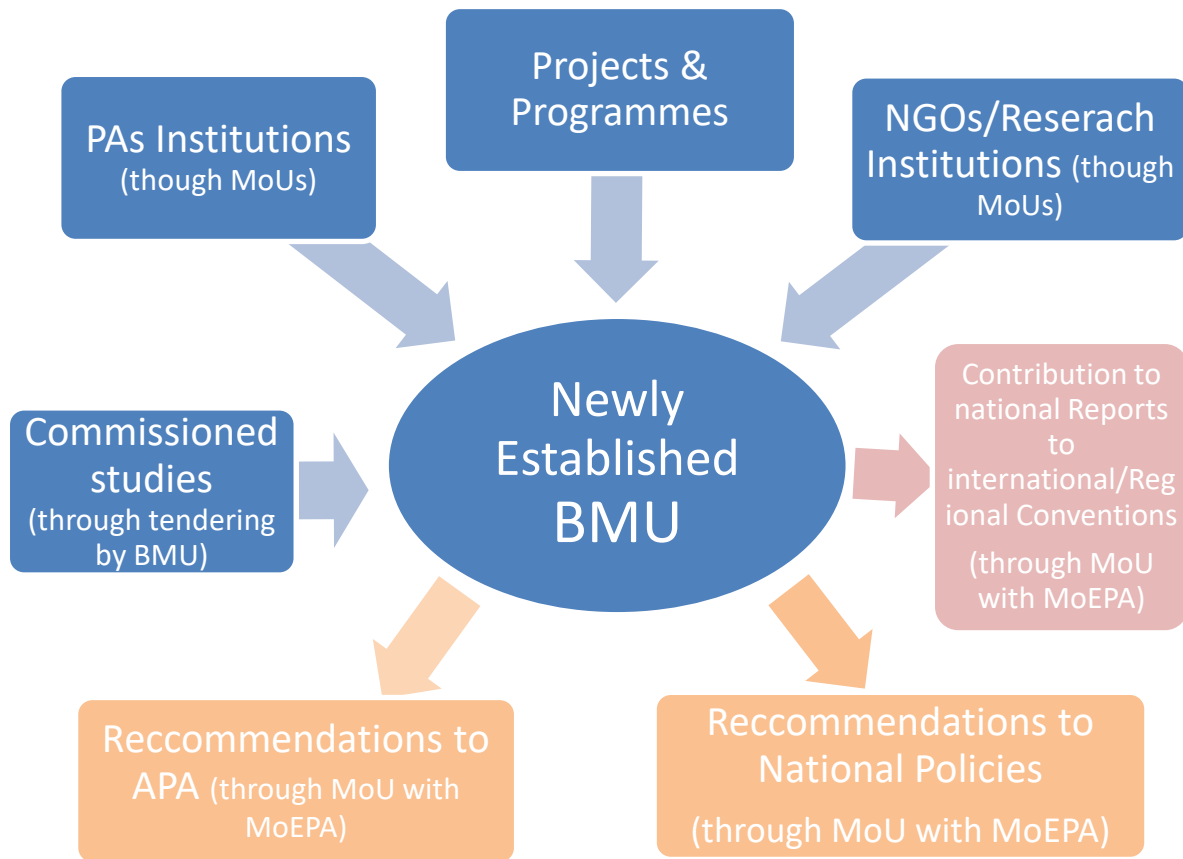 Projects &
Programmes
PAs Institutions
(though MoUs)
NGOs/Reserach
Institutions (though
MoUs)
Newly
Established
BMU
Commissioned
studies
(through tendering
by BMU)
Contribution to
national Reports
to
international/Reg
ional Conventions
(through MoU
with MoEPA)
Reccommendations to
APA (through MoU with
MoEPA)
Reccommendations to
National Policies
(through MoU with MoEPA)